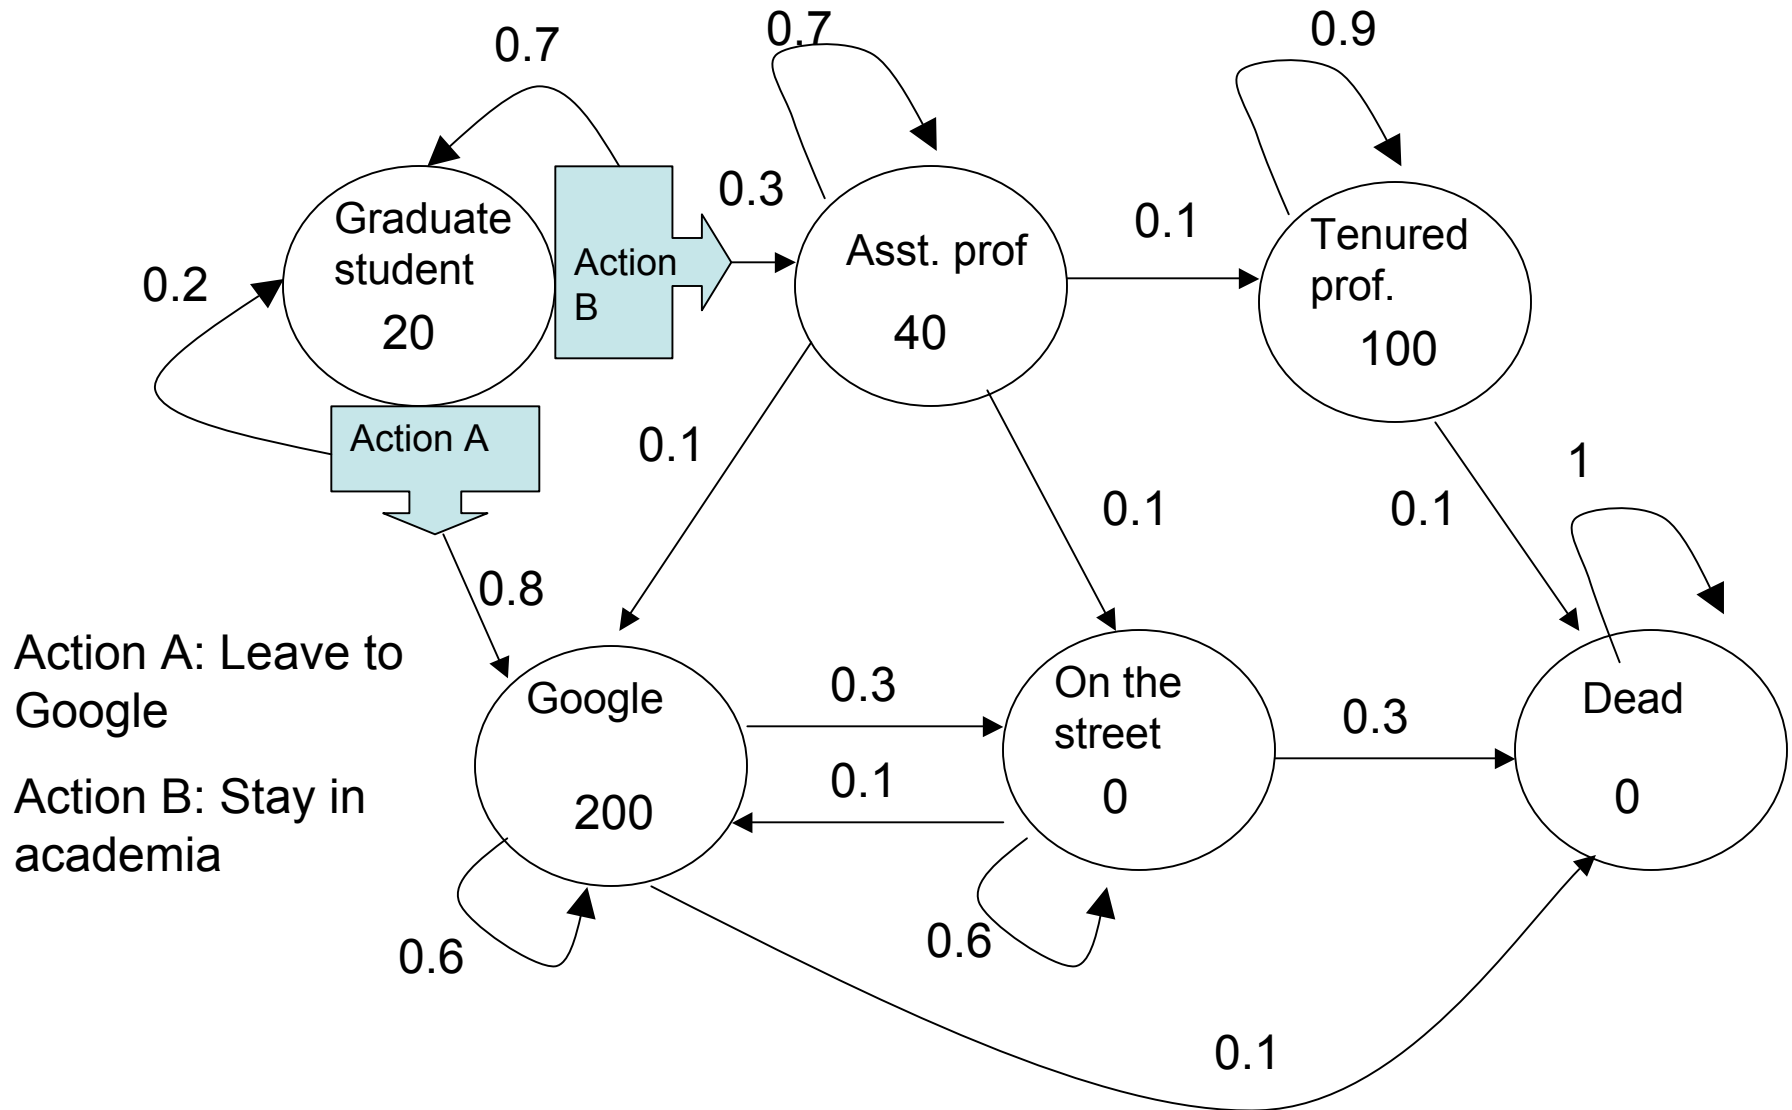 0.7
0.7
0.9
Graduate
student
20
0.2
Action
B
0.3
Asst. prof
40
0.1
Tenured
prof.
100
Action A
0.1
0.1
0.1
1
0.8
Action A: Leave to
Google
Action B: Stay in
academia
Google
200
0.3
0.1
On the
street
0
0.3
Dead
0
0.6
0.6
0.1